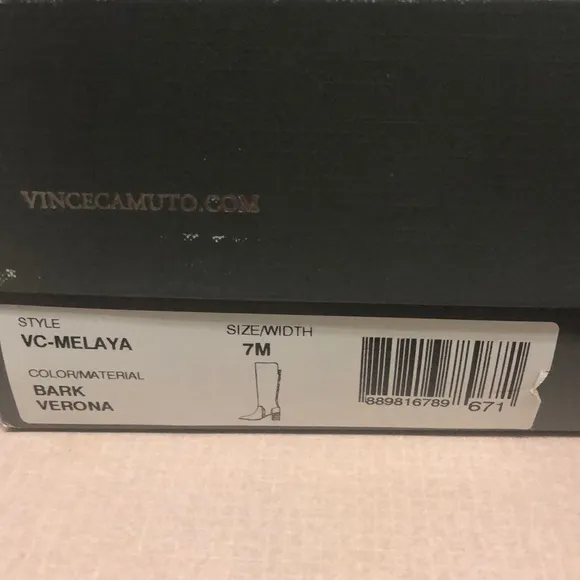 VINCECAMUTO.COM
STYLE
VC-MELAYA
SIZE/WIDTH
7M
COLOR/MATERIAL
BARK
VERONA
889816789 671